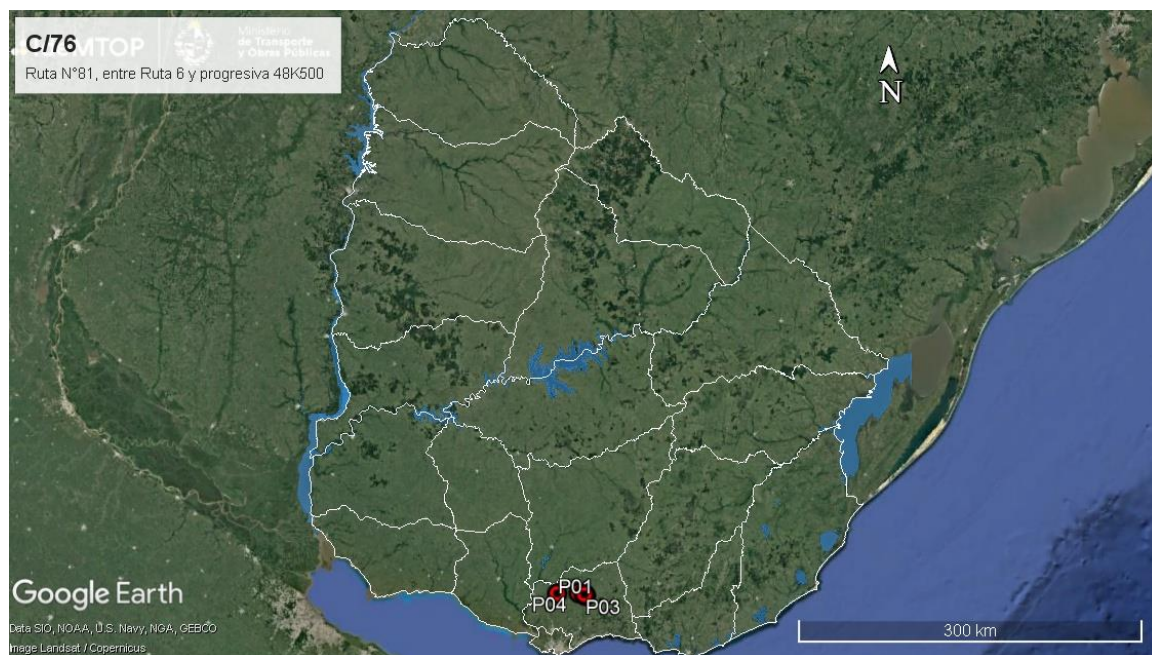 C/76
MTOP
Ministerio
de Transporte
y Obras Públicas
Ruta N°81, entre Ruta 6 y progresiva 48K500
N
P01
P04
P03
Google Earth
Data SIO, NOAA, U.S. Navy, NGA, GEBCO
Image Landsat / Copernicus
300 km